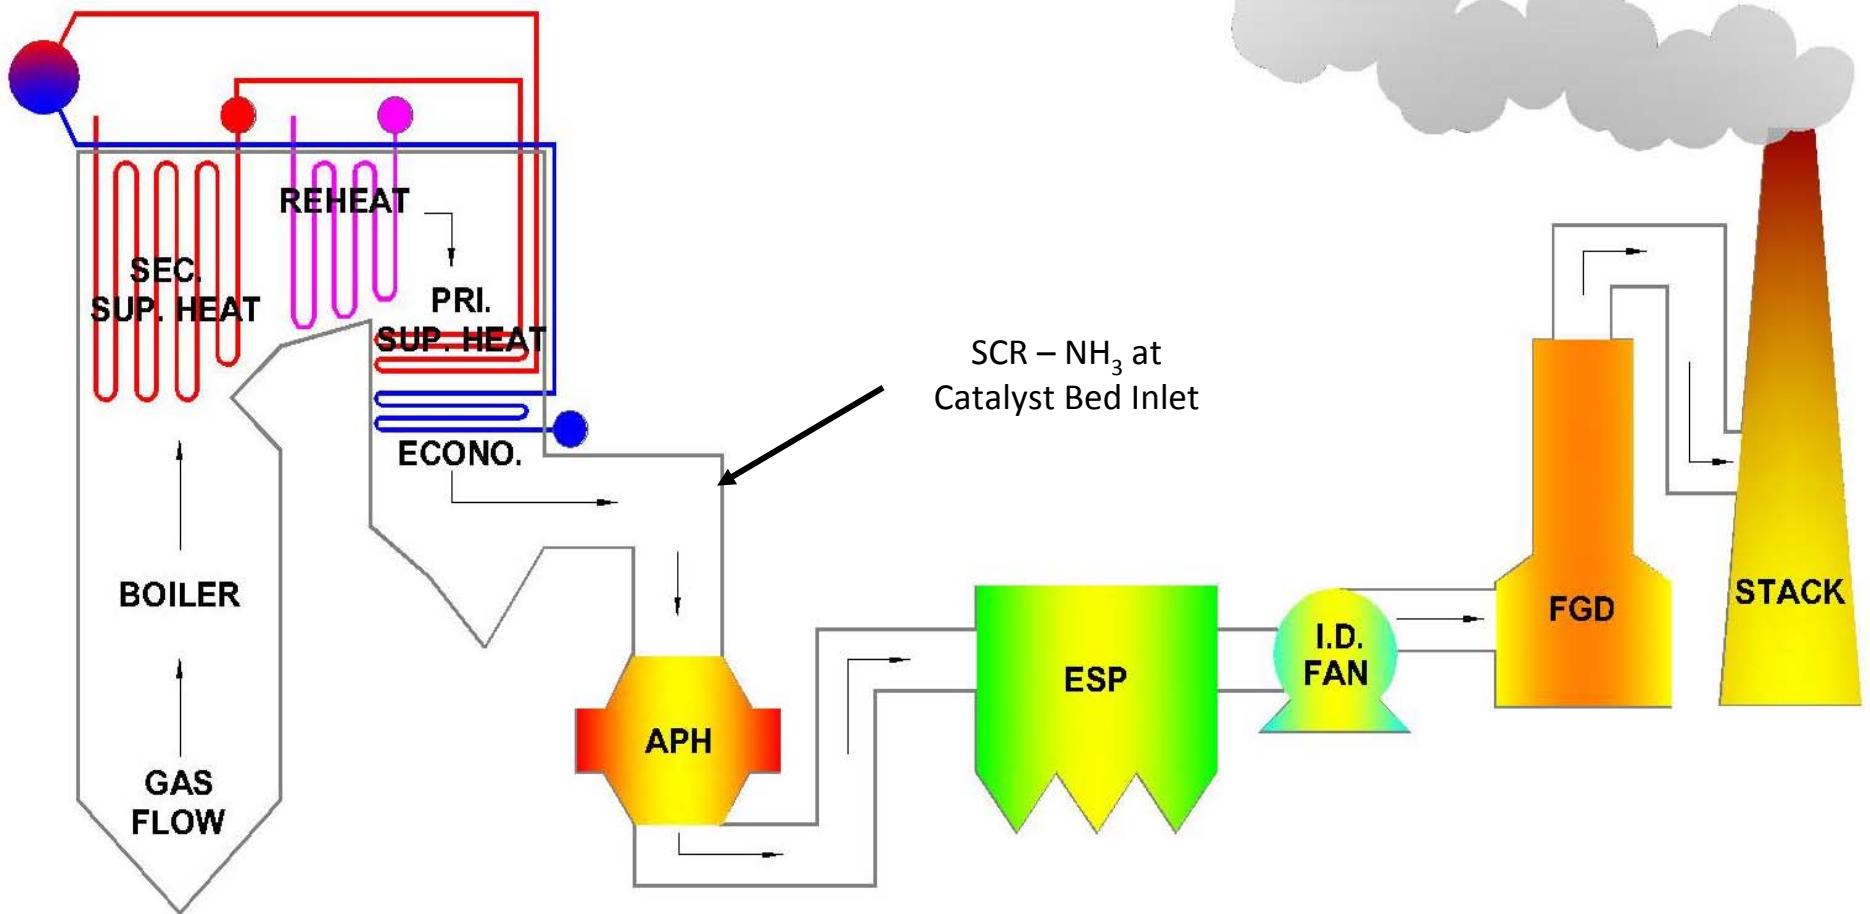 REHEAT
SEC.
SUP. HEAT
PRI.
SUP. HEAT
ECONO.
SCR – NH₃ at
Catalyst Bed Inlet
BOILER
GAS
FLOW
APH
ESP
I.D.
FAN
FGD
STACK